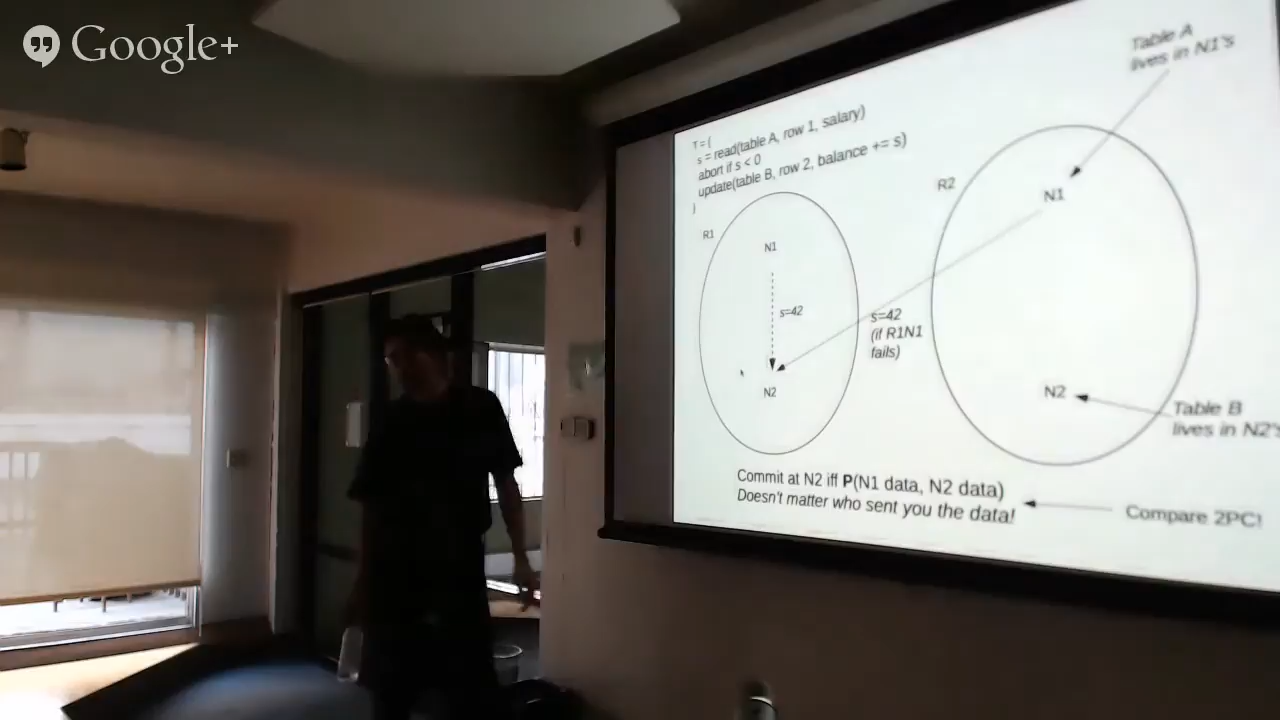 Google+
T = {
s = read(table A, row 1, salary)
abort if s < 0
update(table B, row 2, balance += s)
}
Table A
lives in N1's
R1
N1
s=42
N2
s=42
(if R1N1
fails)
R2
N1
N2
Table B
lives in N2's
Commit at N2 iff P(N1 data, N2 data)
Doesn't matter who sent you the data!
Compare 2PC!